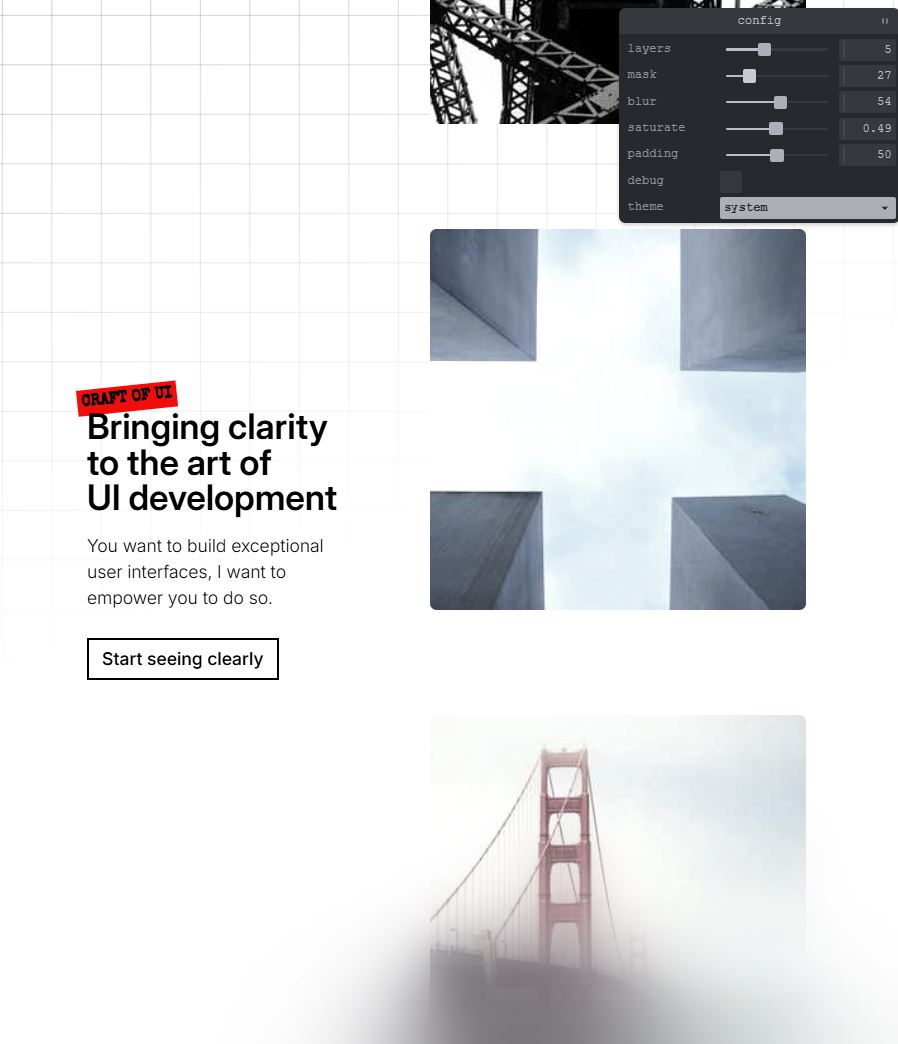 config
layers 5
mask 27
blur 54
saturate 0.49
padding 50
debug
theme system
CRAFT OF UI
Bringing clarity
to the art of
UI development
You want to build exceptional
user interfaces, I want to
empower you to do so.
Start seeing clearly